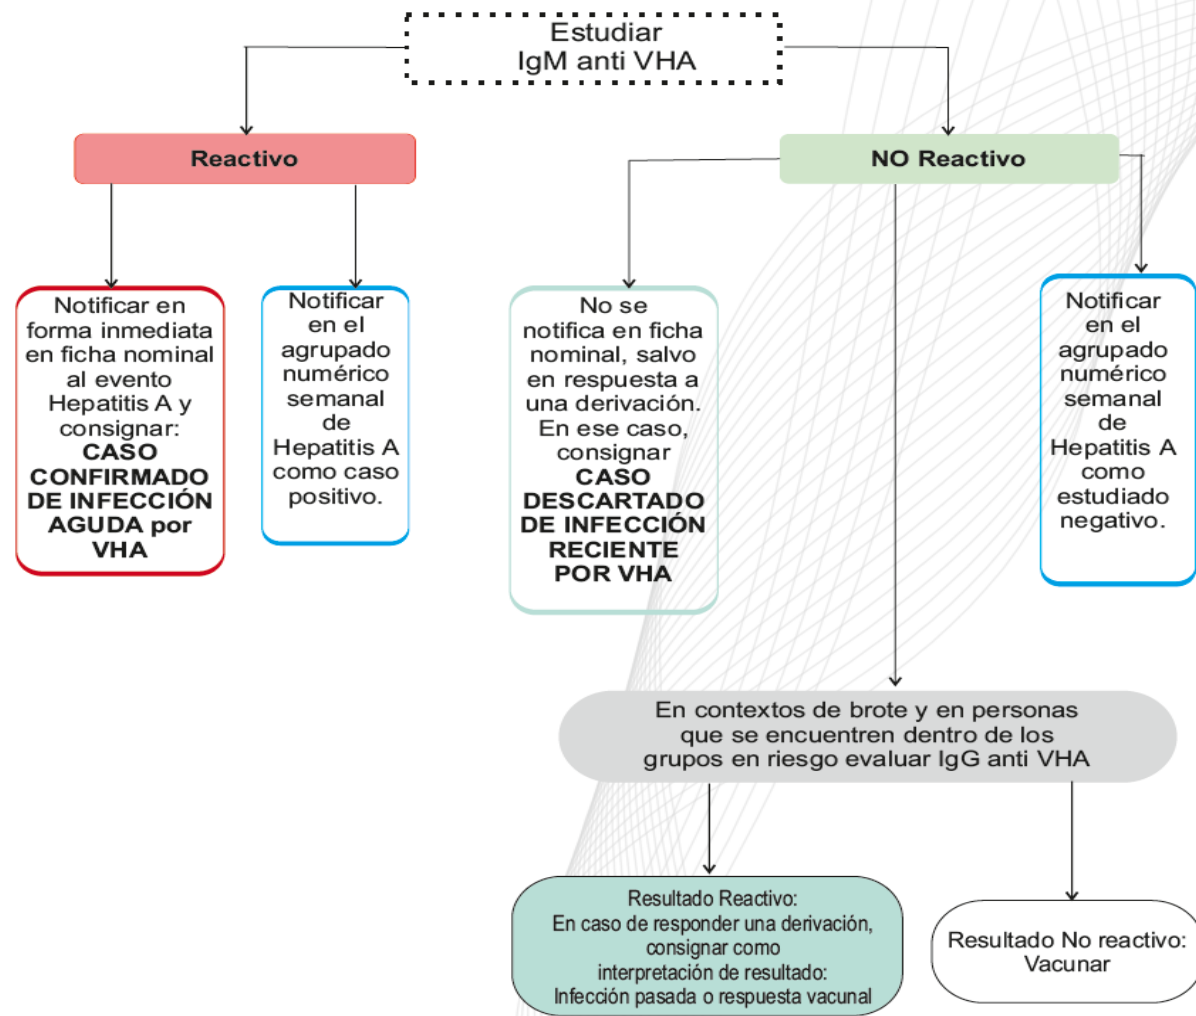 Estudiar
IgM anti VHA
Reactivo
NO Reactivo
Notificar en
forma inmediata
en ficha nominal
al evento
Hepatitis A y
consignar:
CASO
CONFIRMADO
DE INFECCIÓN
AGUDA por
VHA
Notificar
en el
agrupado
numérico
semanal
de
Hepatitis A
como caso
positivo.
No se
notifica en ficha
nominal, salvo
en respuesta a
una derivación.
En ese caso,
consignar
CASO
DESCARTADO
DE INFECCIÓN
RECIENTE
POR VHA
Notificar
en el
agrupado
numérico
semanal
de
Hepatitis A
como
estudiado
negativo.
En contextos de brote y en personas
que se encuentren dentro de los
grupos en riesgo evaluar IgG anti VHA
Resultado Reactivo:
En caso de responder una derivación,
consignar como
interpretación de resultado:
Infección pasada o respuesta vacunal
Resultado No reactivo:
Vacunar